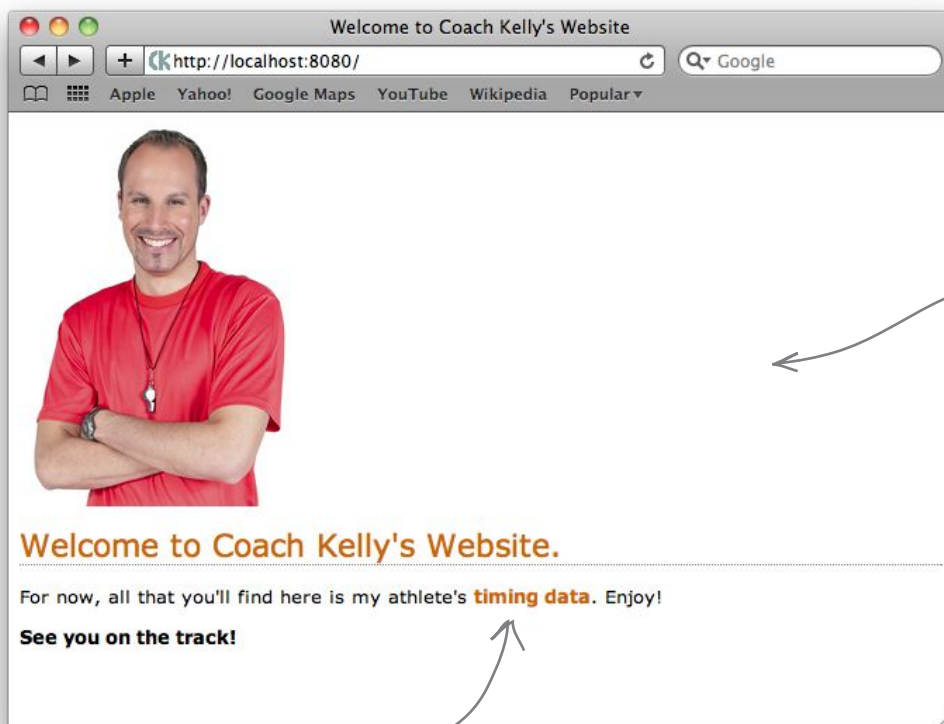 Welcome to Coach Kelly's Website
CK http://localhost:8080/
Google
Apple Yahoo! Google Maps YouTube Wikipedia Popular
Welcome to Coach Kelly's Website.
For now, all that you'll find here is my athlete's timing data. Enjoy!
See you on the track!